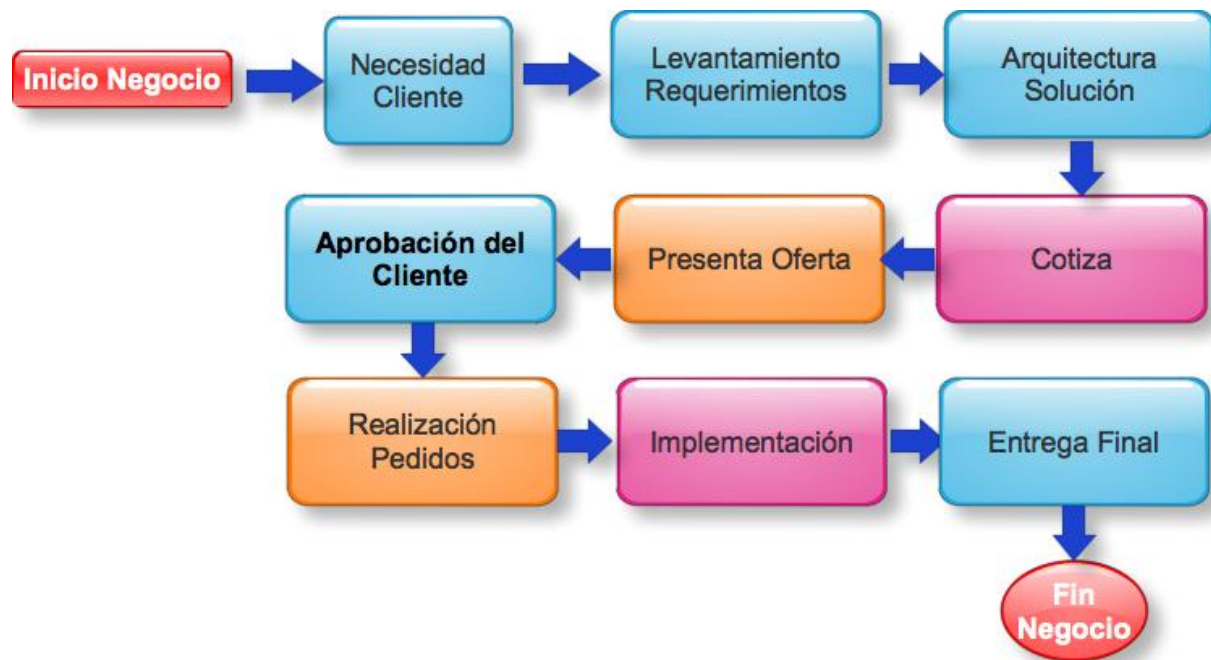 Inicio Negocio
Necesidad
Cliente
Levantamiento
Requerimientos
Arquitectura
Solución
Cotiza
Presenta Oferta
Aprobación del
Cliente
Realización
Pedidos
Implementación
Entrega Final
Fin
Negocio